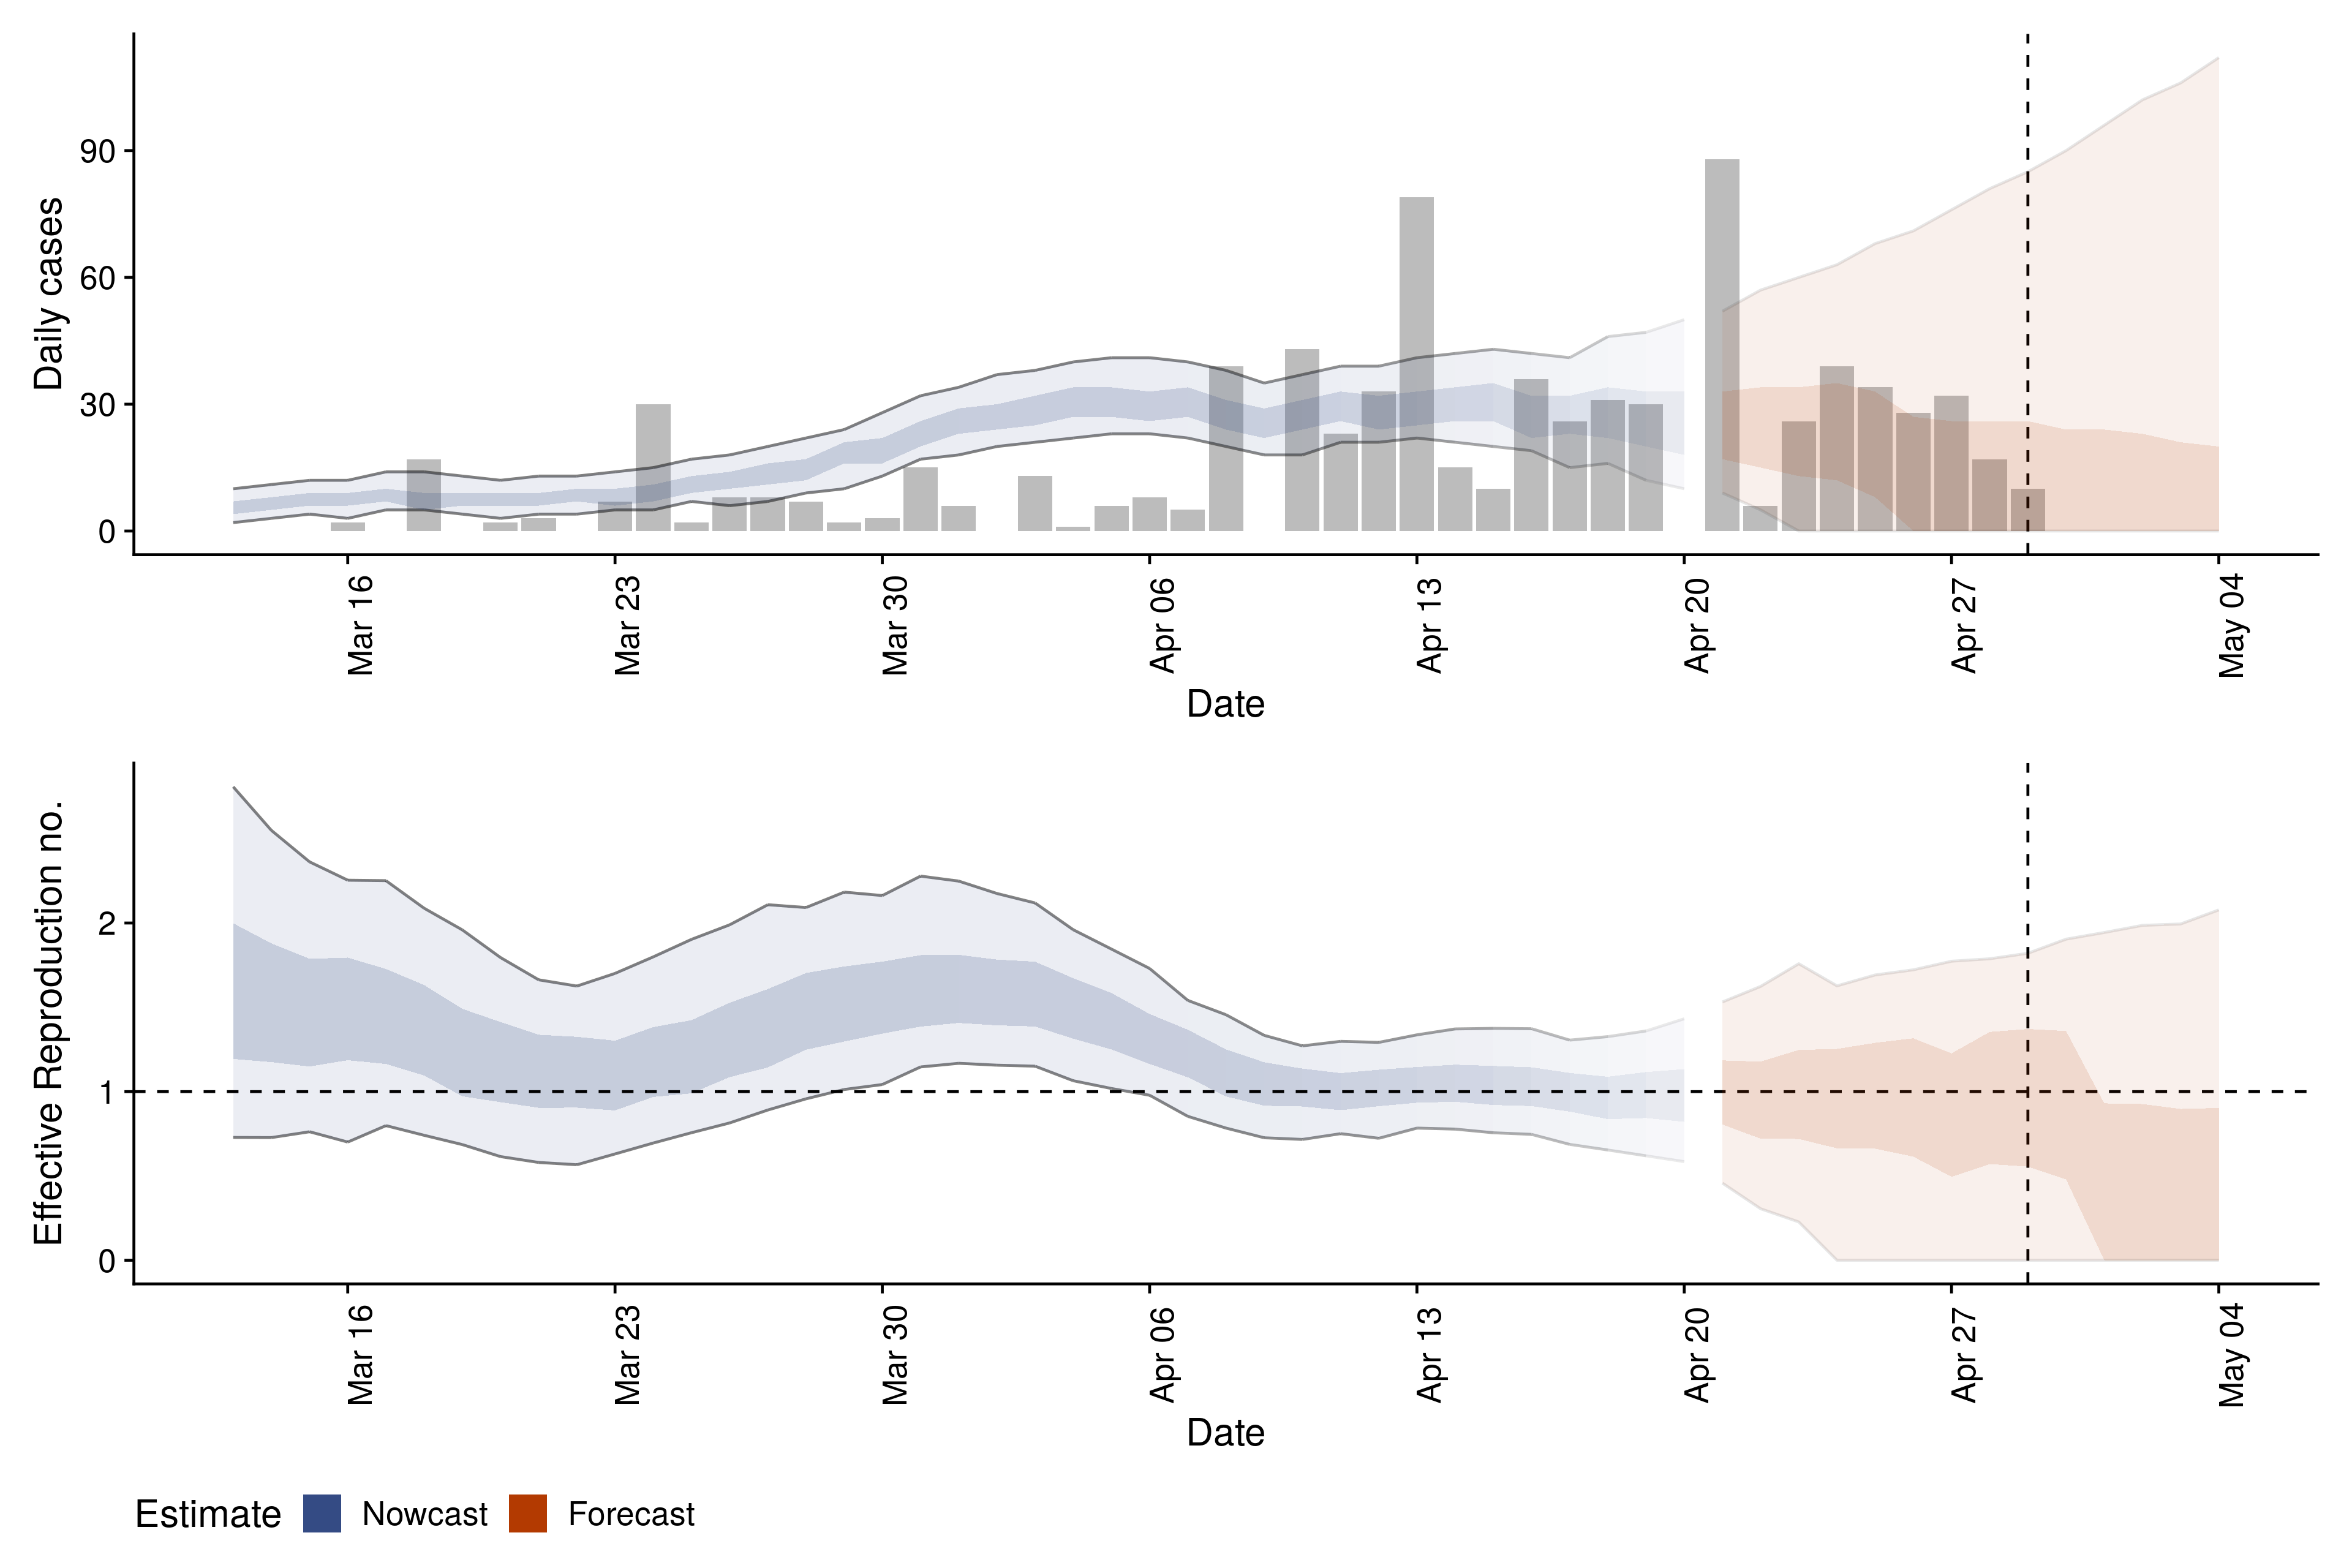 Daily cases
90
60
30
0
Mar 16
Mar 23
Mar 30
Apr 06
Apr 13
Apr 20
Apr 27
May 04
Date
Effective Reproduction no.
2
1
0
Mar 16
Mar 23
Mar 30
Apr 06
Apr 13
Apr 20
Apr 27
May 04
Date
Estimate Nowcast Forecast